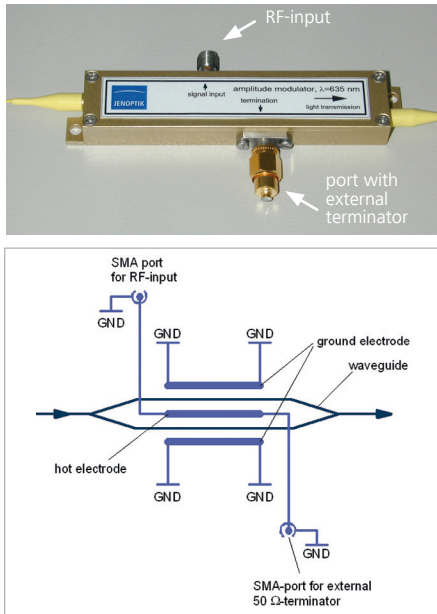 RF-input
JENOPTIK
signal input
amplitude modulator, λ=635 nm
termination
light transmission
port with
external
terminator
SMA port
for RF-input
GND
GND
GND
ground electrode
waveguide
hot electrode
GND
GND
GND
SMA-port for external
50 Ω-terminator